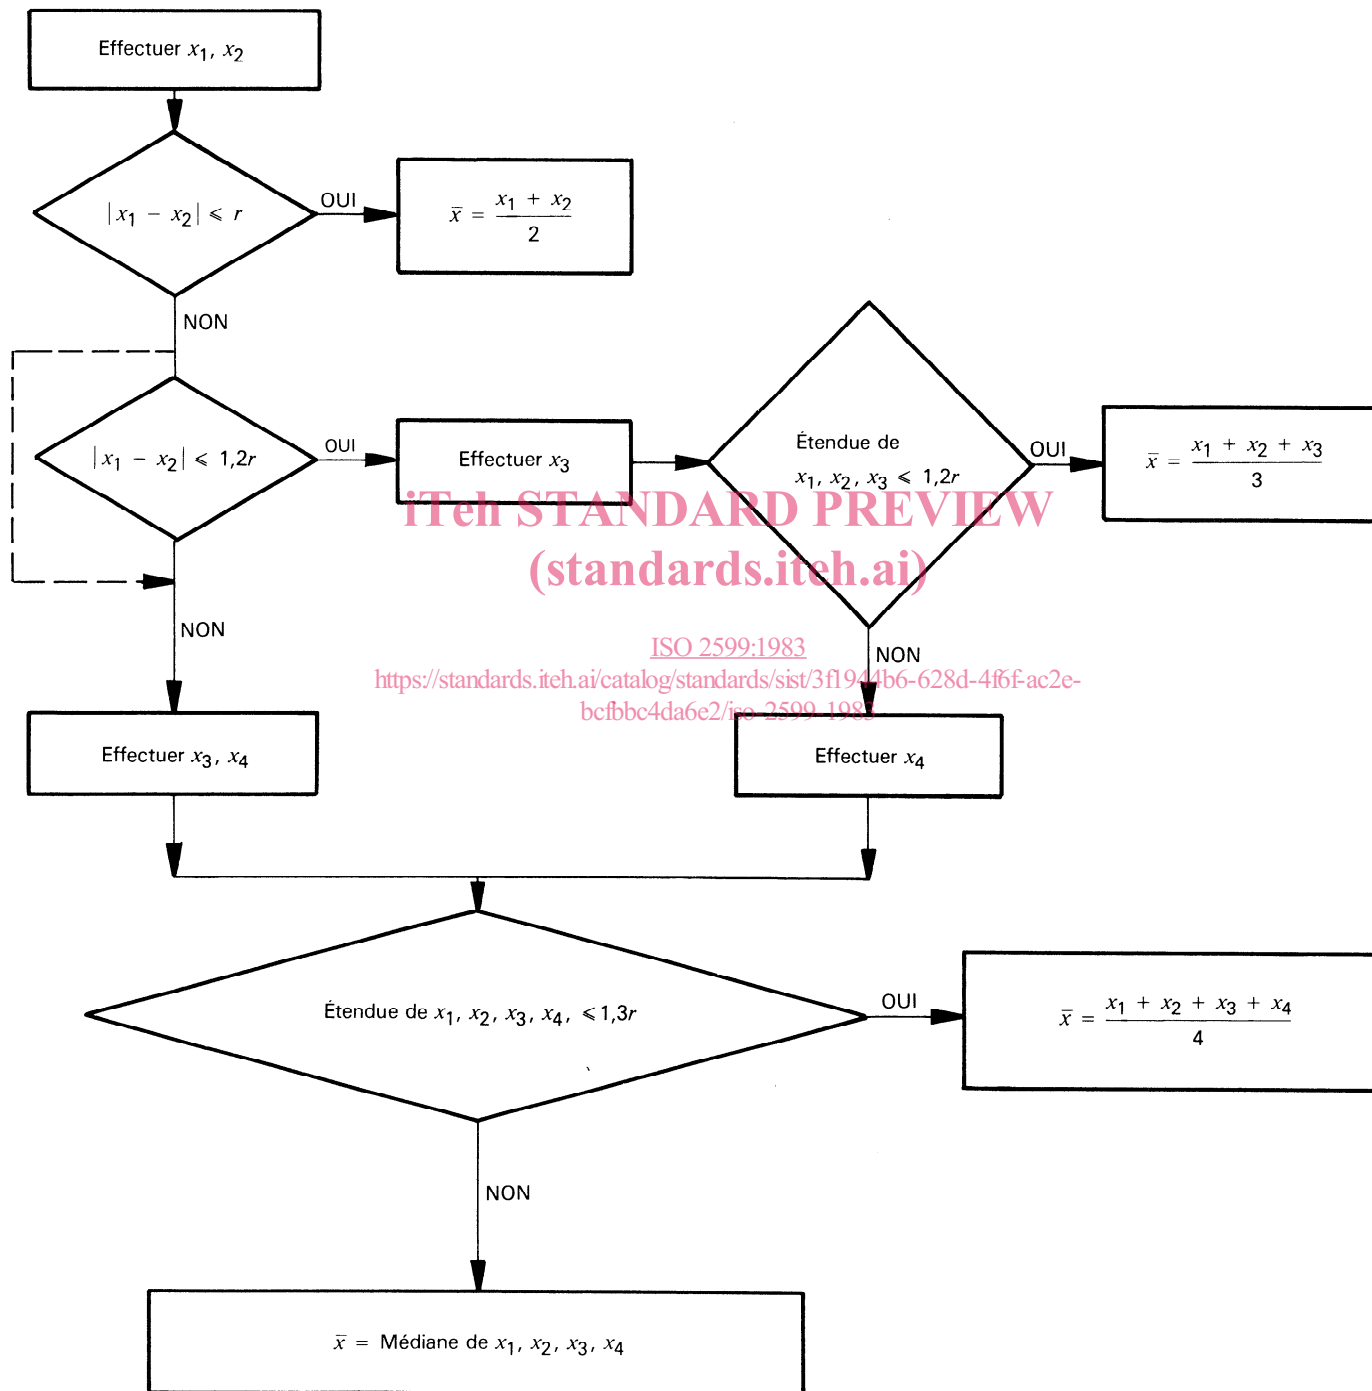 Effectuer x₁, x₂
|x₁ − x₂| ⩽ r
OUI
x̄ = (x₁ + x₂) / 2
NON
|x₁ − x₂| ⩽ 1,2r
OUI
Effectuer x₃
Étendue de
x₁, x₂, x₃ ⩽ 1,2r
OUI
x̄ = (x₁ + x₂ + x₃) / 3
iTeh STANDARD PREVIEW
(standards.iteh.ai)
NON
ISO 2599:1983
NON
https://standards.iteh.ai/catalog/standards/sist/3f1944b6-628d-4f6f-ac2e-
bcfbbc4da6e2/iso-2599-1983
Effectuer x₃, x₄
Effectuer x₄
Étendue de x₁, x₂, x₃, x₄, ⩽ 1,3r
OUI
x̄ = (x₁ + x₂ + x₃ + x₄) / 4
NON
x̄ = Médiane de x₁, x₂, x₃, x₄